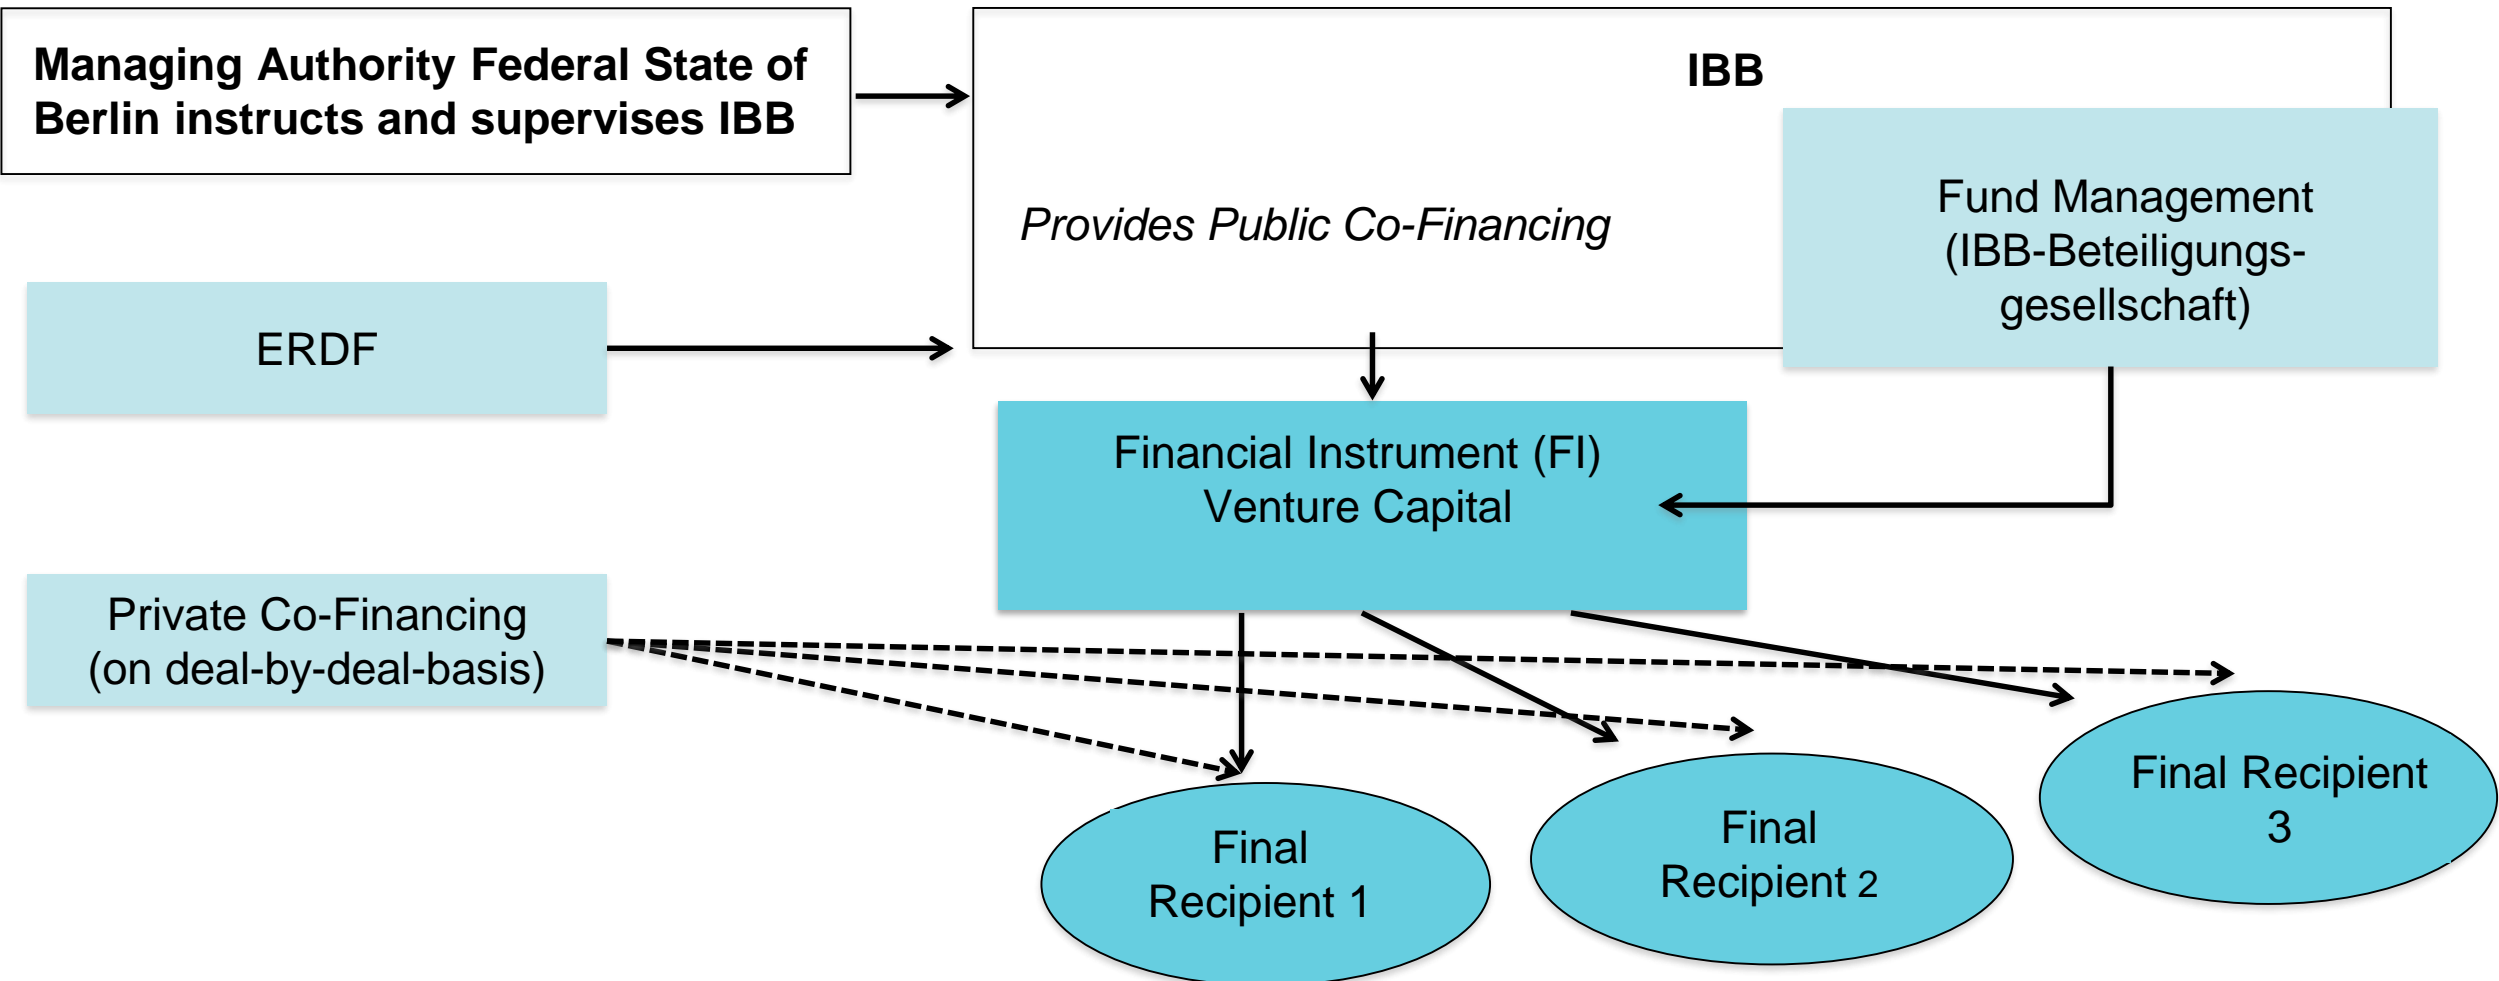 Managing Authority Federal State of
Berlin instructs and supervises IBB
IBB
Provides Public Co-Financing
Fund Management
(IBB-Beteiligungs-
gesellschaft)
ERDF
Financial Instrument (FI)
Venture Capital
Private Co-Financing
(on deal-by-deal-basis)
Final
Recipient 1
Final
Recipient 2
Final Recipient
3